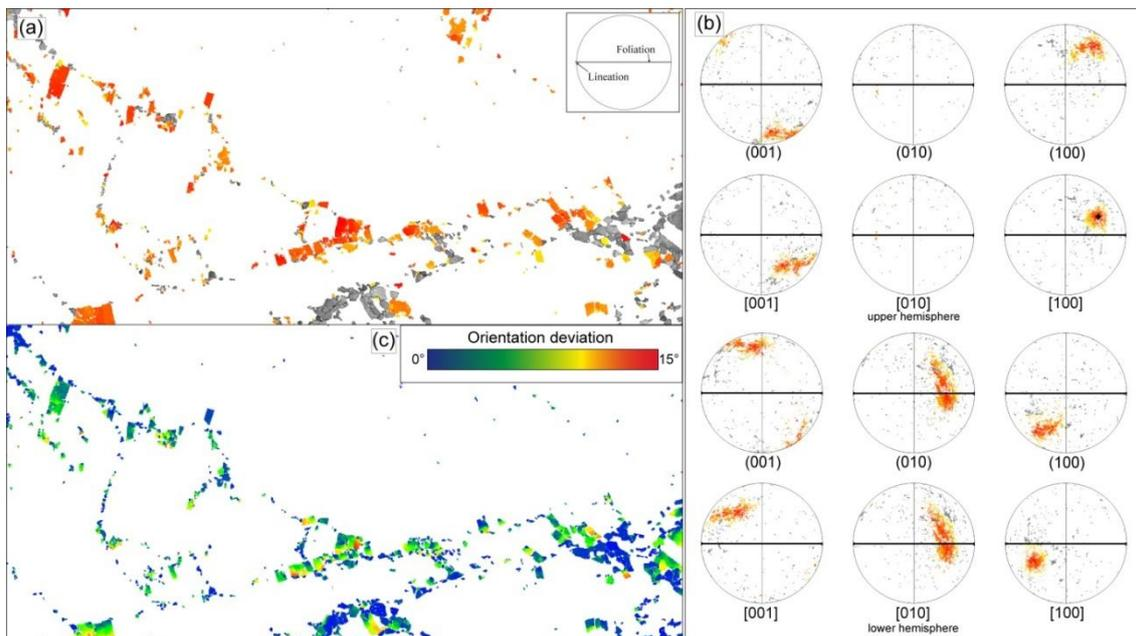 (a)
Foliation
Lineation
(b)
(001)
(010)
(100)
[001]
[010]
[100]
upper hemisphere
(001)
(010)
(100)
[001]
[010]
[100]
lower hemisphere
(c)
Orientation deviation
0°
15°